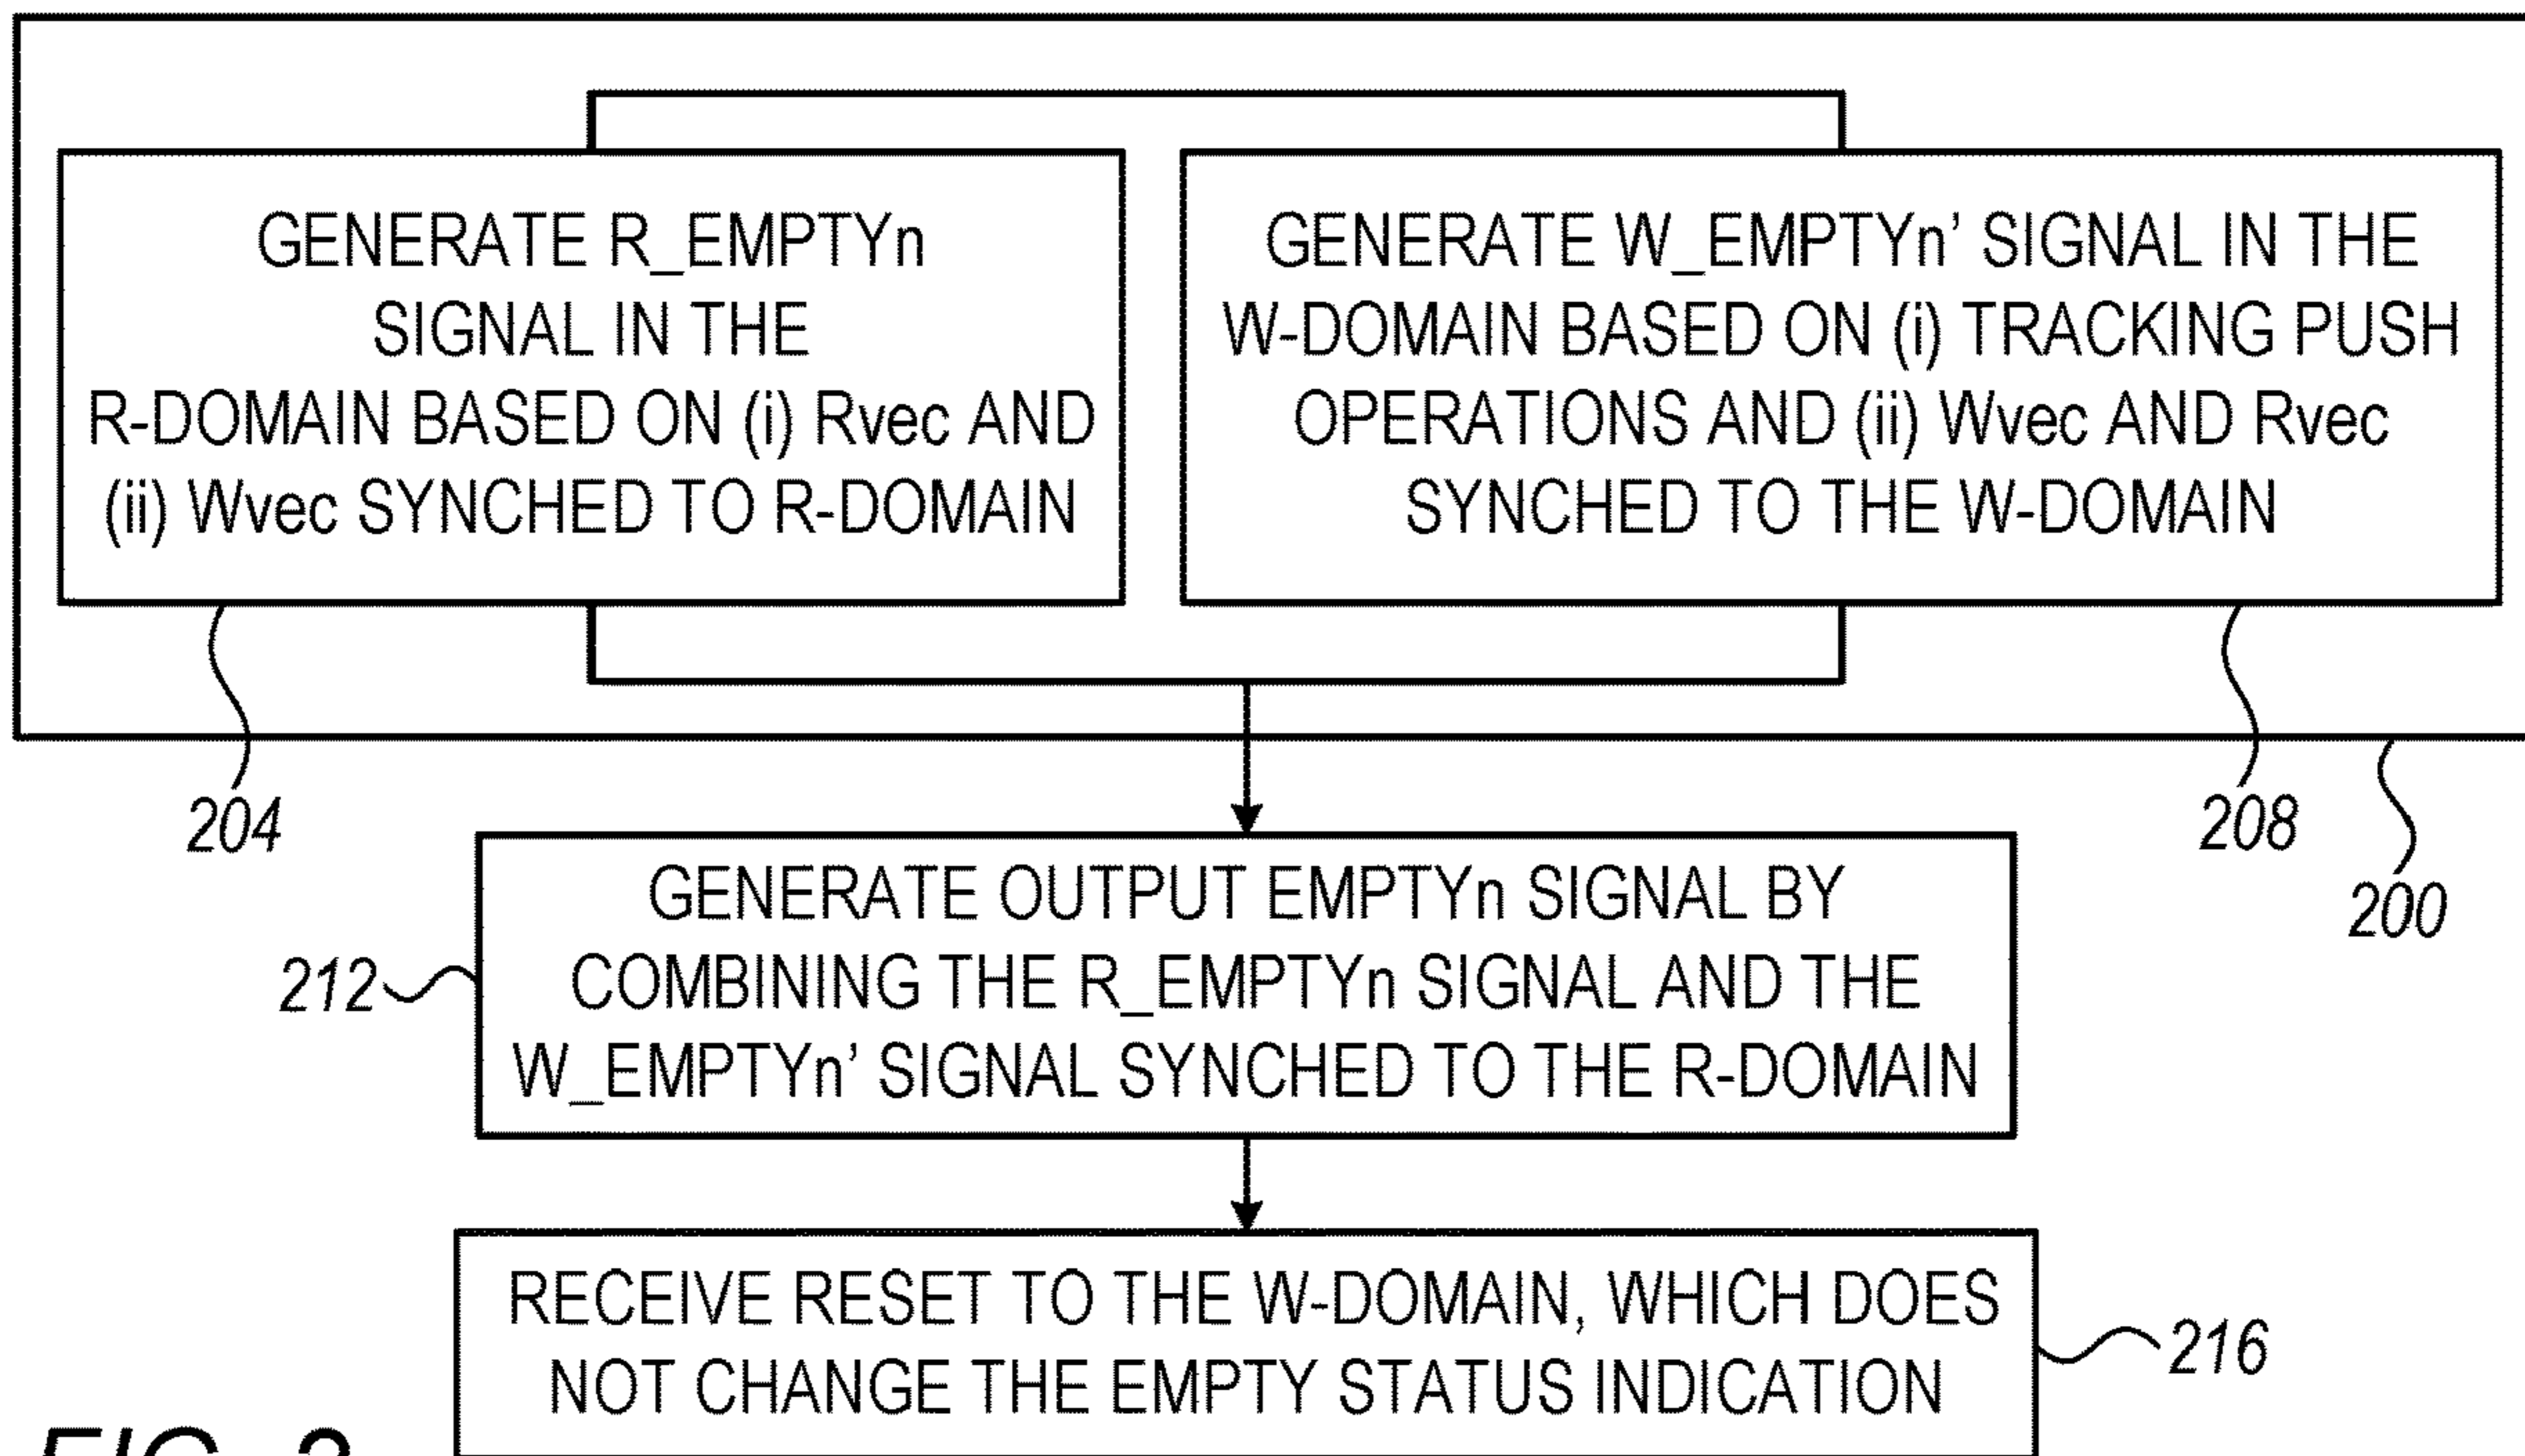 GENERATE R_EMPTYn
SIGNAL IN THE
R-DOMAIN BASED ON (i) Rvec AND
(ii) Wvec SYNCHED TO R-DOMAIN
GENERATE W_EMPTYn’ SIGNAL IN THE
W-DOMAIN BASED ON (i) TRACKING PUSH
OPERATIONS AND (ii) Wvec AND Rvec
SYNCHED TO THE W-DOMAIN
204
208
200
GENERATE OUTPUT EMPTYn SIGNAL BY
COMBINING THE R_EMPTYn SIGNAL AND THE
W_EMPTYn’ SIGNAL SYNCHED TO THE R-DOMAIN
212
RECEIVE RESET TO THE W-DOMAIN, WHICH DOES
NOT CHANGE THE EMPTY STATUS INDICATION
216
FIG.